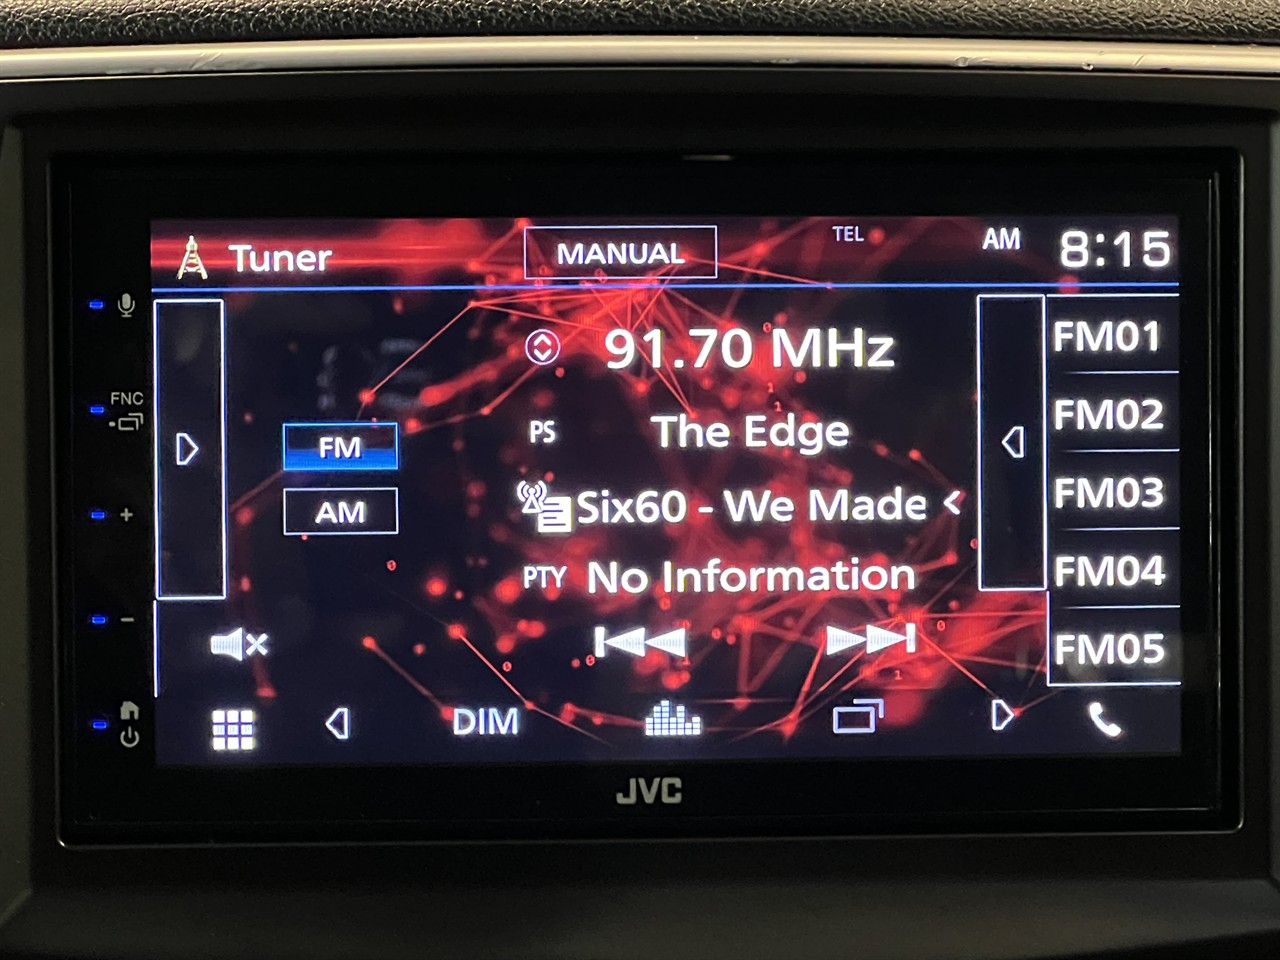 Tuner
MANUAL
TEL
AM 8:15
91.70 MHz
FM01
FNC
FM02
PS The Edge
FM
FM03
Six60 - We Made <
AM
FM04
PTY No Information
FM05
DIM
JVC